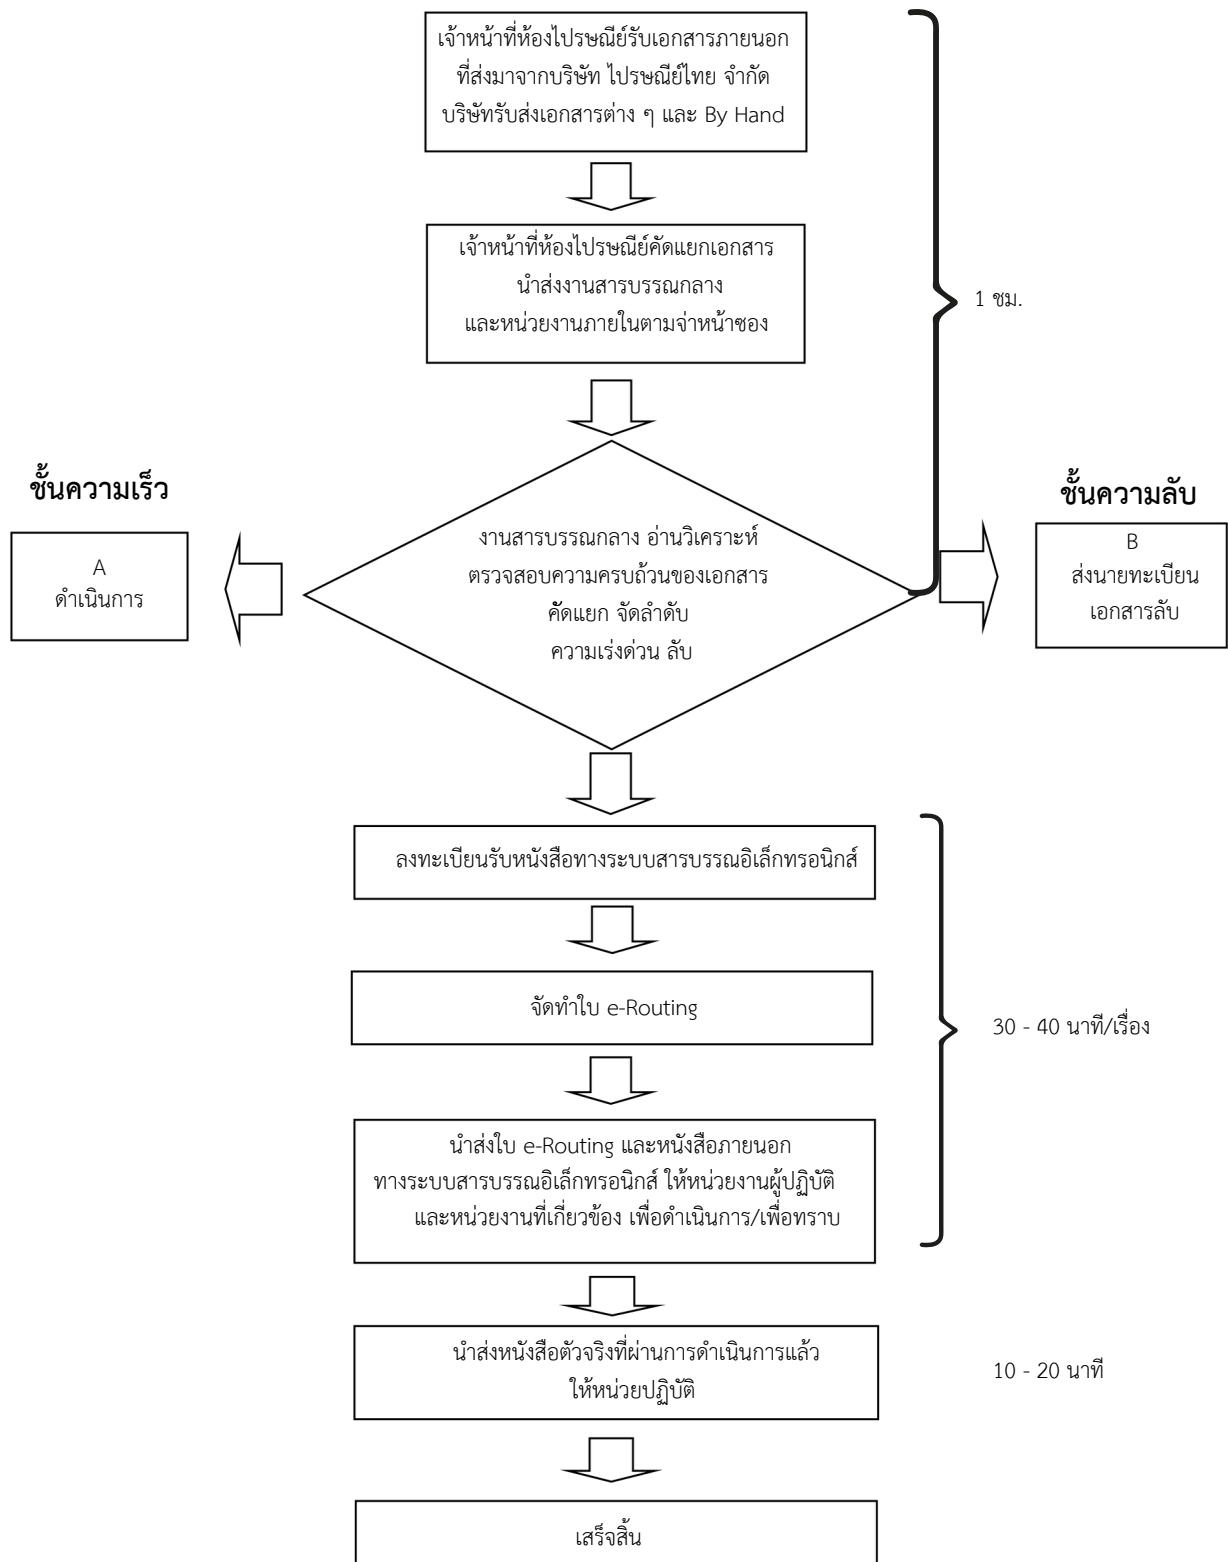 เจ้าหน้าที่ห้องไปรษณีย์รับเอกสารภายนอก
ที่ส่งมาจากบริษัท ไปรษณีย์ไทย จำกัด
บริษัทรับส่งเอกสารต่าง ๆ และ By Hand
เจ้าหน้าที่ห้องไปรษณีย์คัดแยกเอกสาร
นำส่งงานสารบรรณกลาง
และหน่วยงานภายในตามจ่าหน้าซอง
1 ชม.
ชั้นความเร็ว
A
ดำเนินการ
งานสารบรรณกลาง อ่านวิเคราะห์
ตรวจสอบความครบถ้วนของเอกสาร
คัดแยก จัดลำดับ
ความเร่งด่วน ลับ
ชั้นความลับ
B
ส่งนายทะเบียน
เอกสารลับ
ลงทะเบียนรับหนังสือทางระบบสารบรรณอิเล็กทรอนิกส์
จัดทำใบ e-Routing
30 - 40 นาที/เรื่อง
นำส่งใบ e-Routing และหนังสือภายนอก
ทางระบบสารบรรณอิเล็กทรอนิกส์ ให้หน่วยงานผู้ปฏิบัติ
และหน่วยงานที่เกี่ยวข้อง เพื่อดำเนินการ/เพื่อทราบ
นำส่งหนังสือตัวจริงที่ผ่านการดำเนินการแล้ว
ให้หน่วยปฏิบัติ
10 - 20 นาที
เสร็จสิ้น